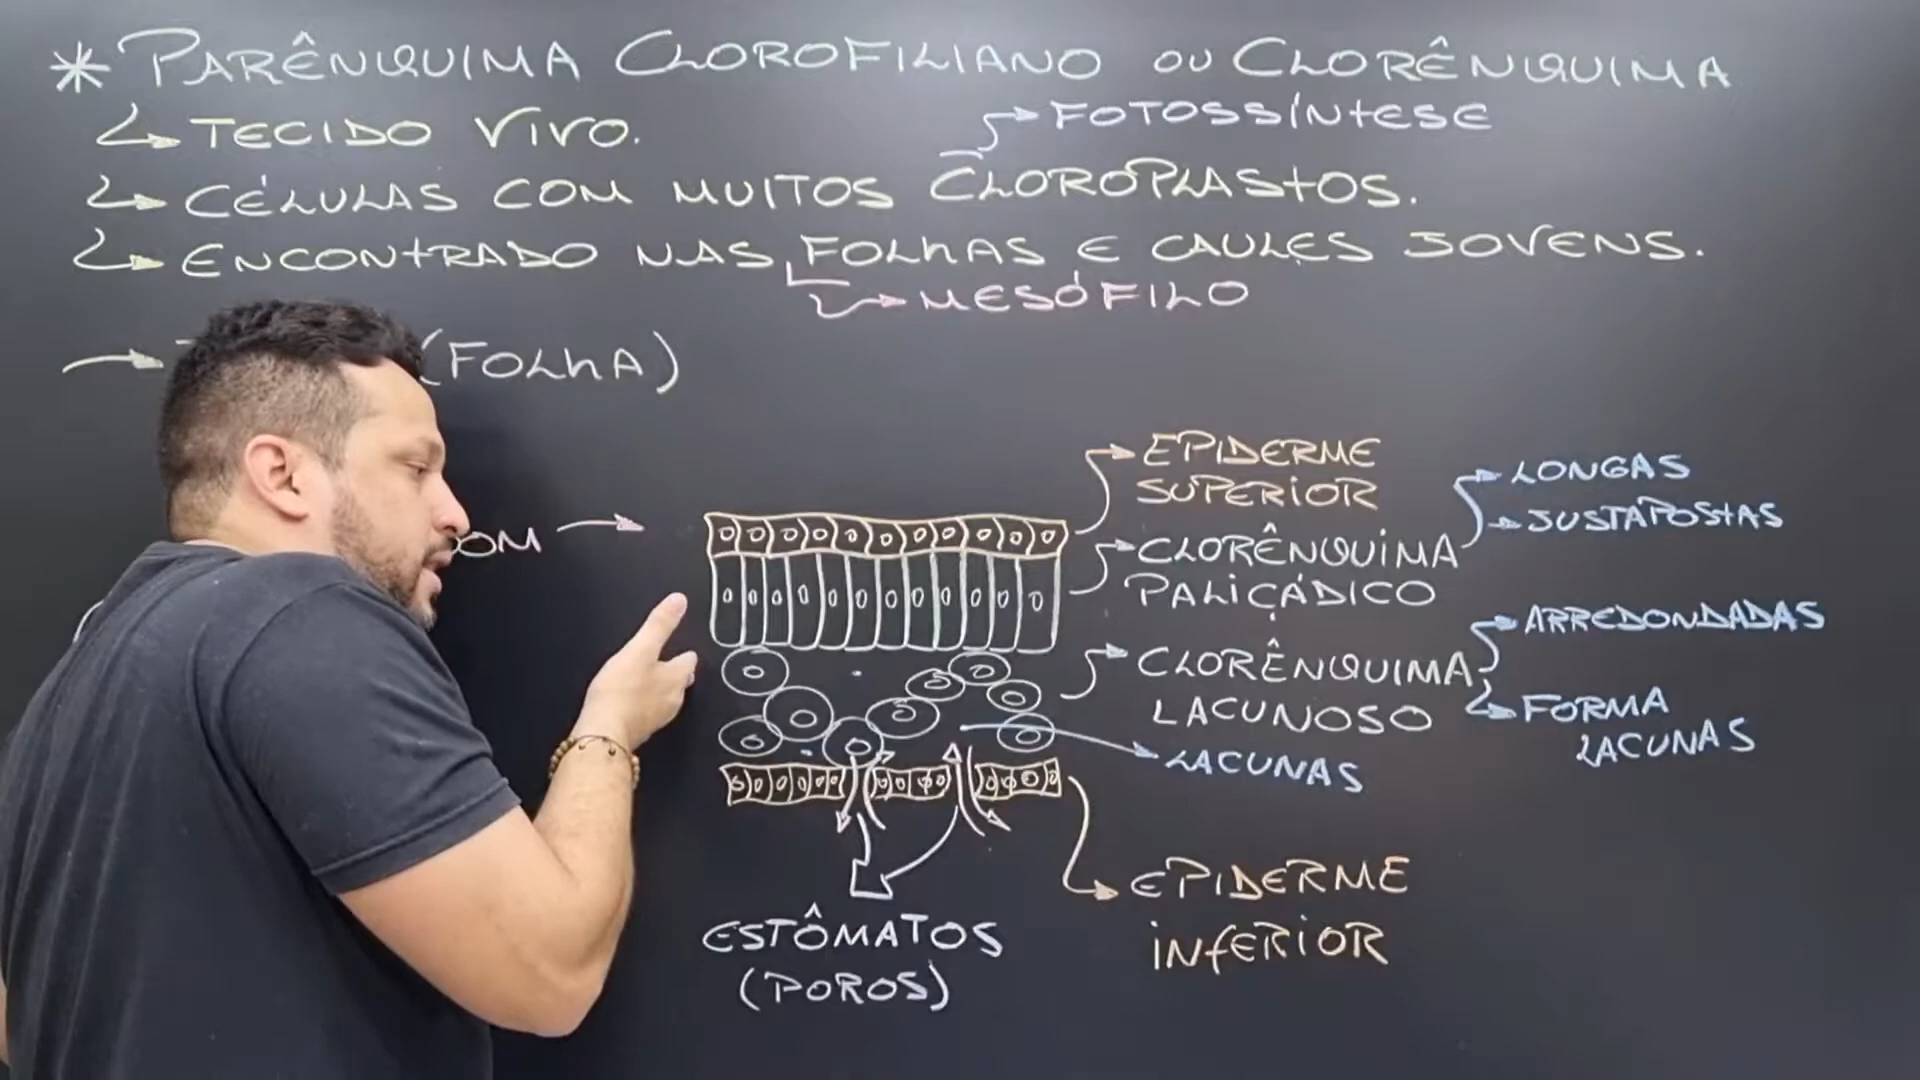 * PARÊNQUIMA CLOROFILIANO OU CLORÊNQUIMA
TECIDO VIVO.
FOTOSSÍNTESE
CÉLULAS COM MUITOS CLOROPLASTOS.
ENCONTRADO NAS FOLHAS E CAULES JOVENS.
MESÓFILO
(FOLHA)
EPIDERME
SUPERIOR
LONGAS
JUSTAPOSTAS
CLORÊNQUIMA
PALIÇÁDICO
ARREDONDADAS
CLORÊNQUIMA
LACUNOSO
FORMA
LACUNAS
LACUNAS
EPIDERME
INFERIOR
ESTÔMATOS
(POROS)